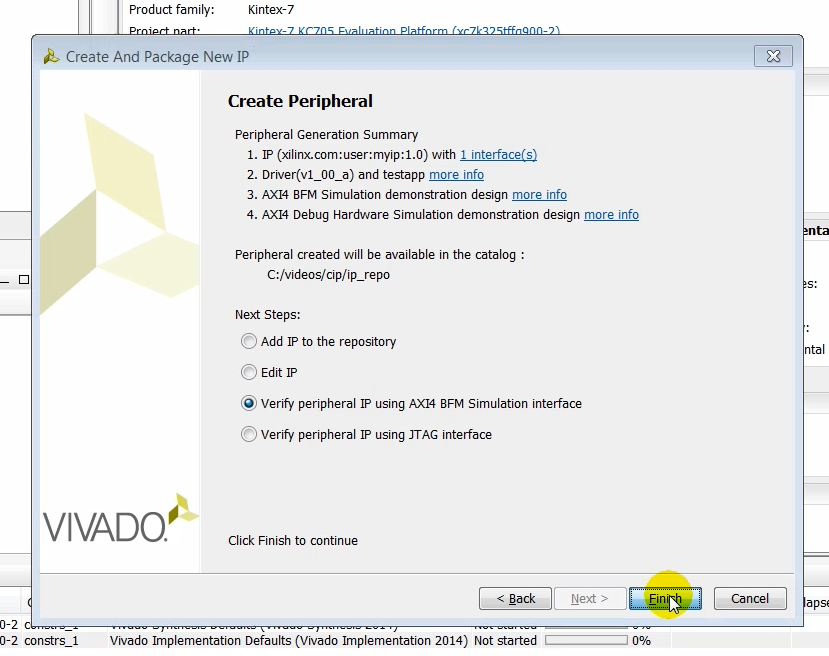 Product family: Kintex-7
Project part: Kintex-7 KC705 Evaluation Platform (xc7k325tffg900-2)
Create And Package New IP
Create Peripheral
Peripheral Generation Summary
1. IP (xilinx.com:user:myip:1.0) with 1 interface(s)
2. Driver(v1_00_a) and testapp more info
3. AXI4 BFM Simulation demonstration design more info
4. AXI4 Debug Hardware Simulation demonstration design more info
Peripheral created will be available in the catalog :
C:/videos/cip/ip_repo
Next Steps:
Add IP to the repository
Edit IP
Verify peripheral IP using AXI4 BFM Simulation interface
Verify peripheral IP using JTAG interface
VIVADO.
Click Finish to continue
< Back Next > Finish Cancel
0-2 constrs_1 Vivado Synthesis Defaults (Vivado Synthesis 2014) Not started 0%
0-2 constrs_1 Vivado Implementation Defaults (Vivado Implementation 2014) Not started 0%